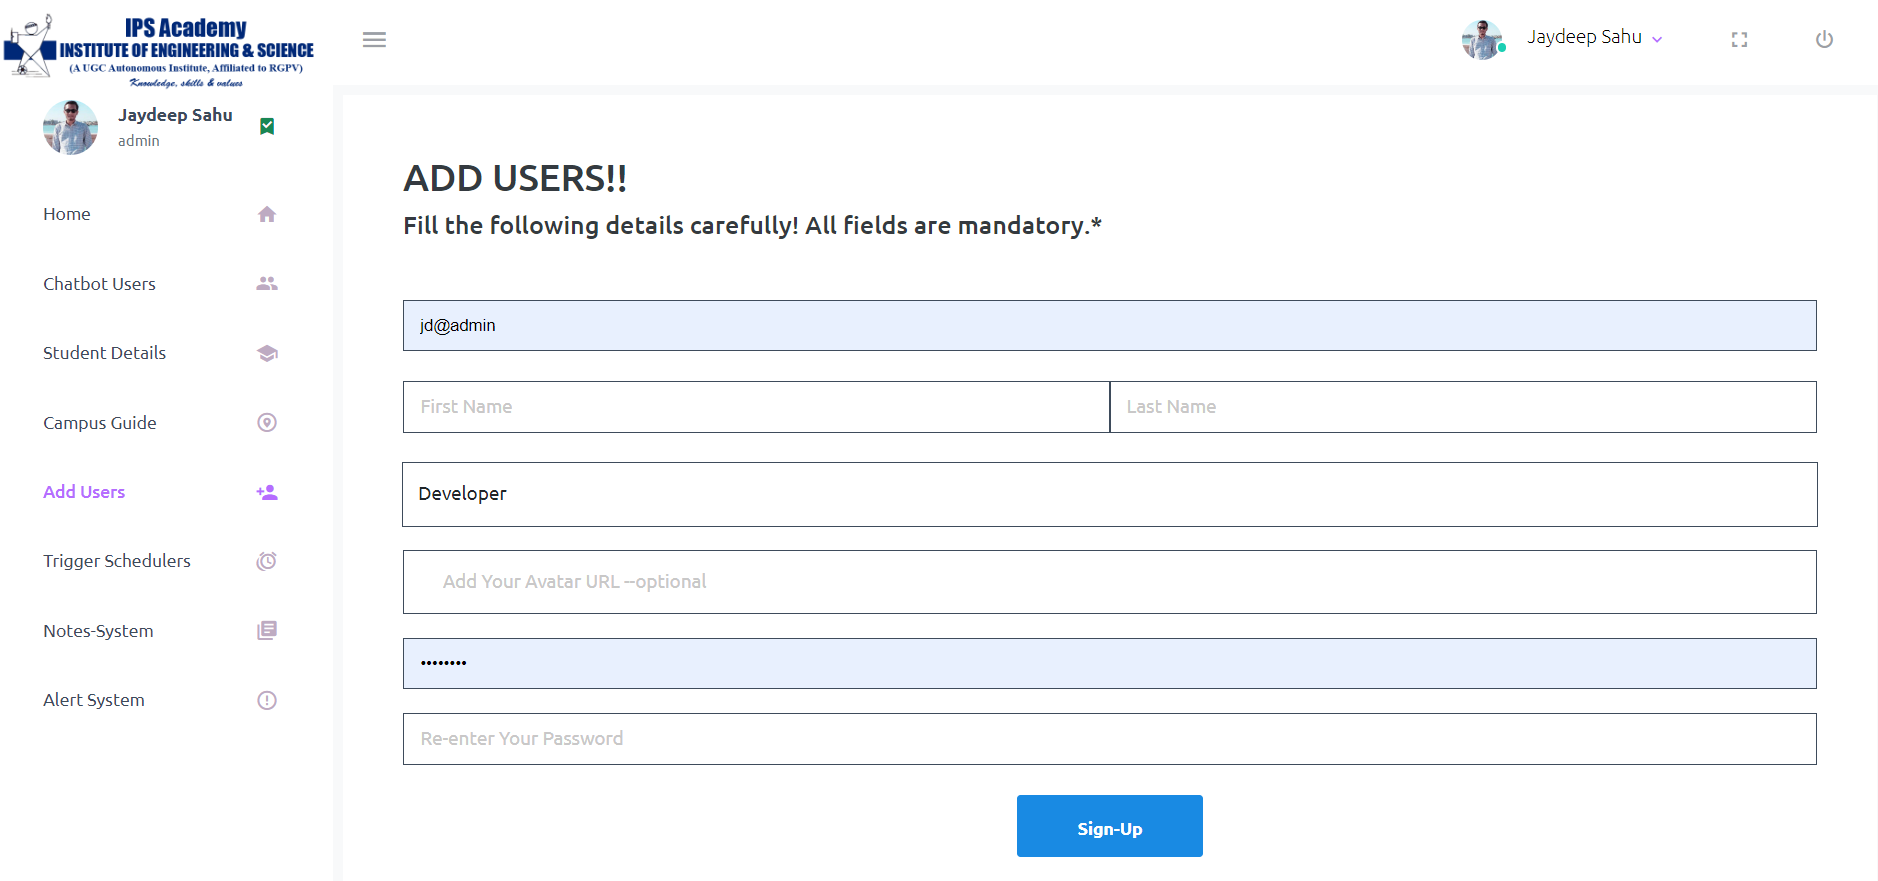 IPS Academy
INSTITUTE OF ENGINEERING & SCIENCE
(A UGC Autonomous Institute, Affiliated to RGPV)
Knowledge, skills & values
Jaydeep Sahu
Jaydeep Sahu
admin
Home
Chatbot Users
Student Details
Campus Guide
Add Users
Trigger Schedulers
Notes-System
Alert System
ADD USERS!!
Fill the following details carefully! All fields are mandatory.*
jd@admin
First Name
Last Name
Developer
Add Your Avatar URL --optional
••••••••
Re-enter Your Password
Sign-Up